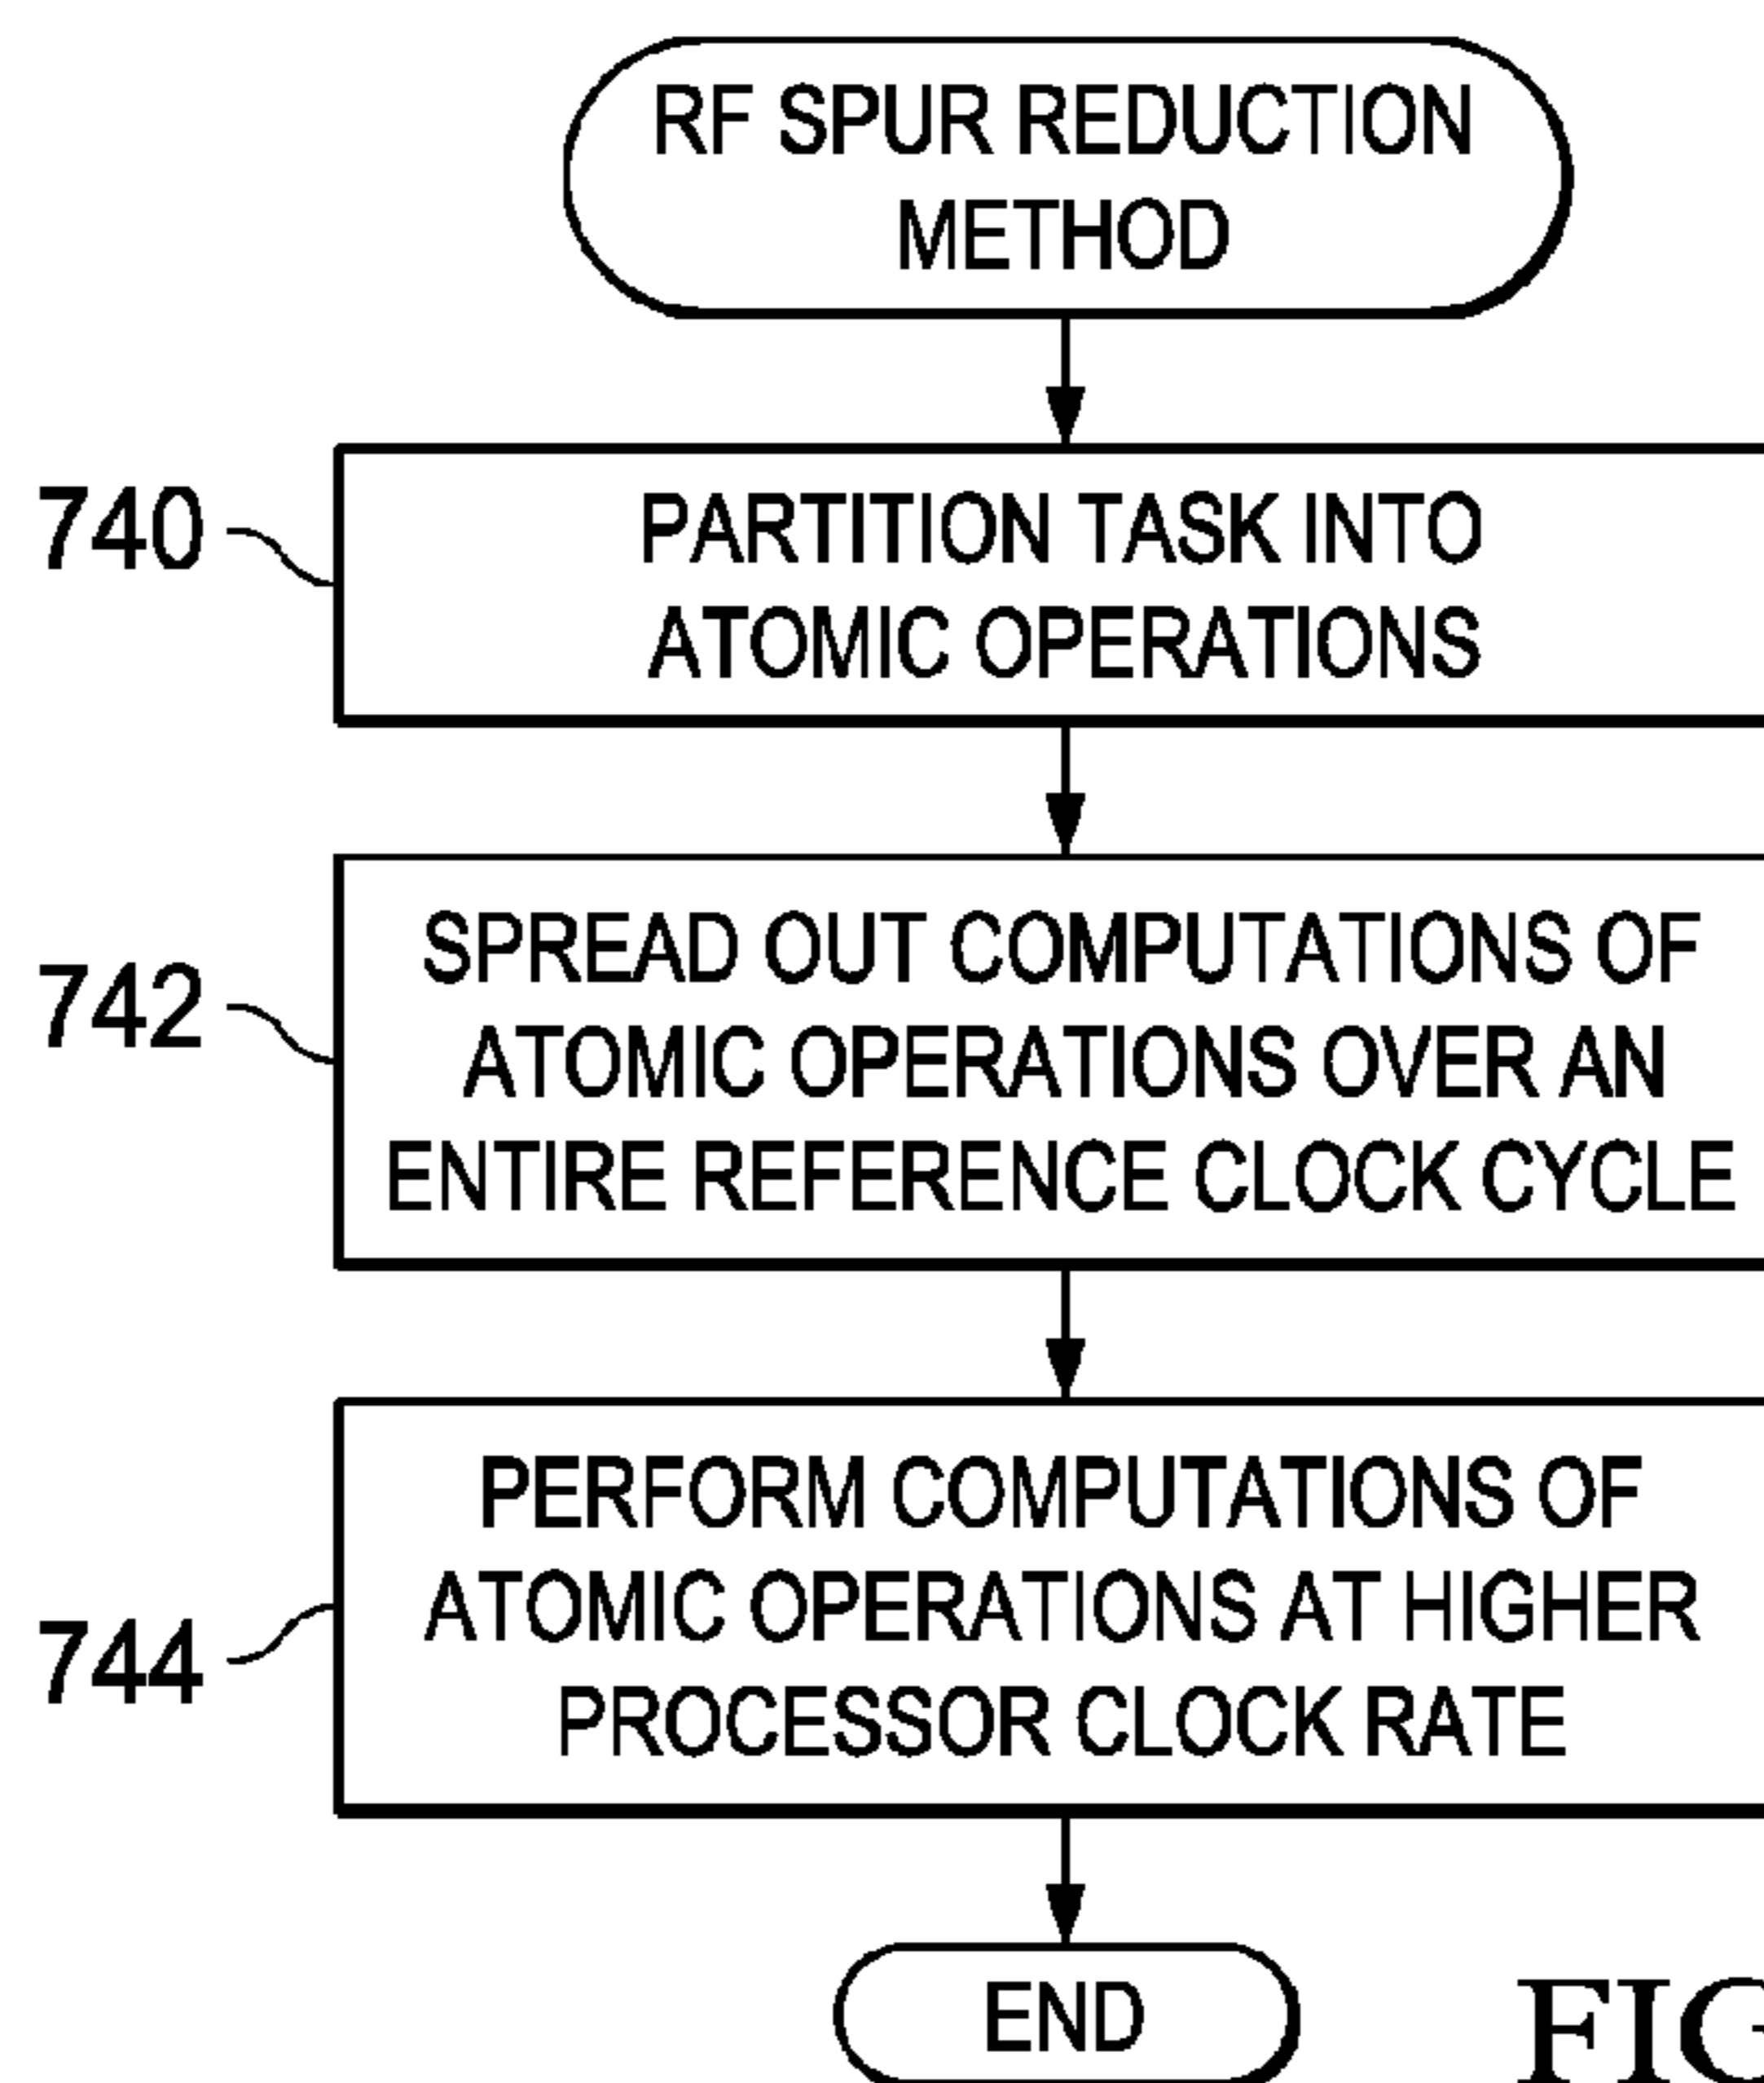 RF SPUR REDUCTION
METHOD
740
PARTITION TASK INTO
ATOMIC OPERATIONS
742
SPREAD OUT COMPUTATIONS OF
ATOMIC OPERATIONS OVER AN
ENTIRE REFERENCE CLOCK CYCLE
744
PERFORM COMPUTATIONS OF
ATOMIC OPERATIONS AT HIGHER
PROCESSOR CLOCK RATE
END